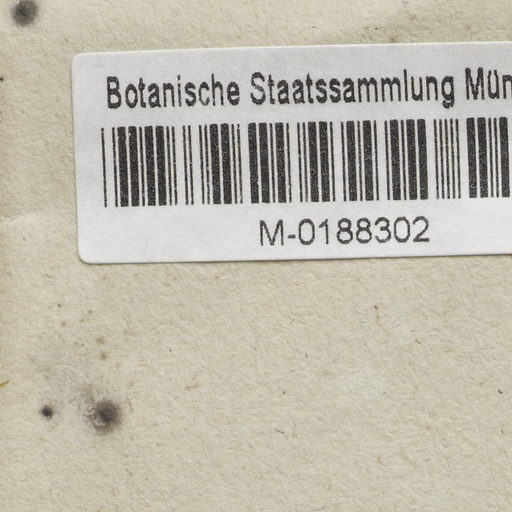 Botanische Staatssammlung Mün
M-0188302